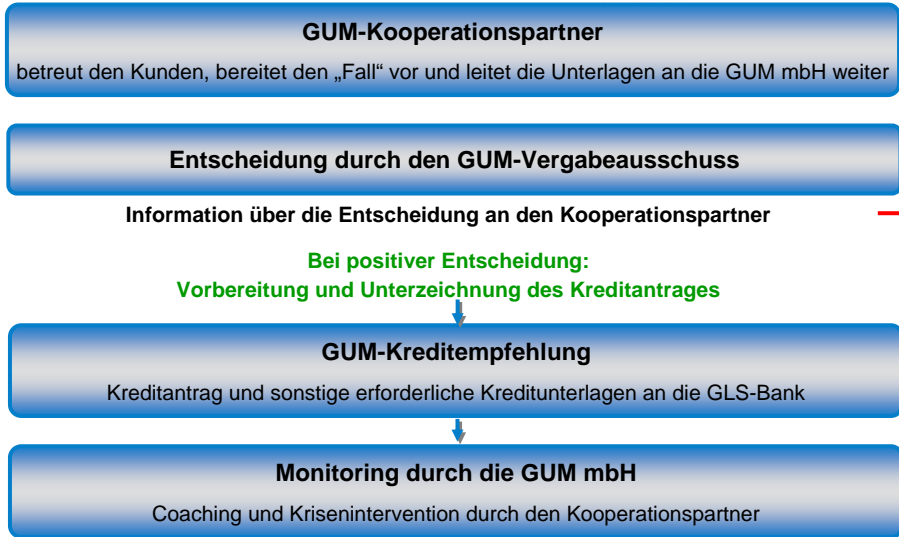 GUM-Kooperationspartner
betreut den Kunden, bereitet den „Fall“ vor und leitet die Unterlagen an die GUM mbH weiter
Entscheidung durch den GUM-Vergabeausschuss
Information über die Entscheidung an den Kooperationspartner
Bei positiver Entscheidung:
Vorbereitung und Unterzeichnung des Kreditantrages
GUM-Kreditempfehlung
Kreditantrag und sonstige erforderliche Kreditunterlagen an die GLS-Bank
Monitoring durch die GUM mbH
Coaching und Krisenintervention durch den Kooperationspartner